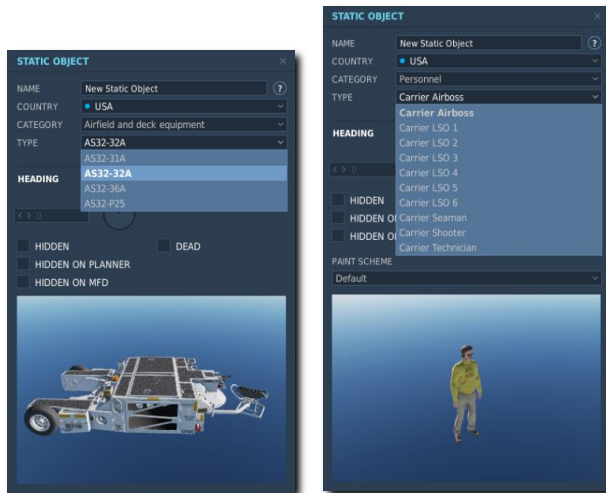 STATIC OBJECT ×
NAME New Static Object ?
COUNTRY USA
CATEGORY Airfield and deck equipment
TYPE AS32-32A
AS32-31A
AS32-32A
AS32-36A
AS32-P25
HEADING
< > 0
HIDDEN DEAD
HIDDEN ON PLANNER
HIDDEN ON MFD
STATIC OBJECT ×
NAME New Static Object ?
COUNTRY USA
CATEGORY Personnel
TYPE Carrier Airboss
Carrier Airboss
Carrier LSO 1
Carrier LSO 2
HEADING
Carrier LSO 3
Carrier LSO 4
< > 0
Carrier LSO 5
HIDDEN
Carrier LSO 6
HIDDEN O
Carrier Seaman
HIDDEN O
Carrier Shooter
Carrier Technician
PAINT SCHEME
Default